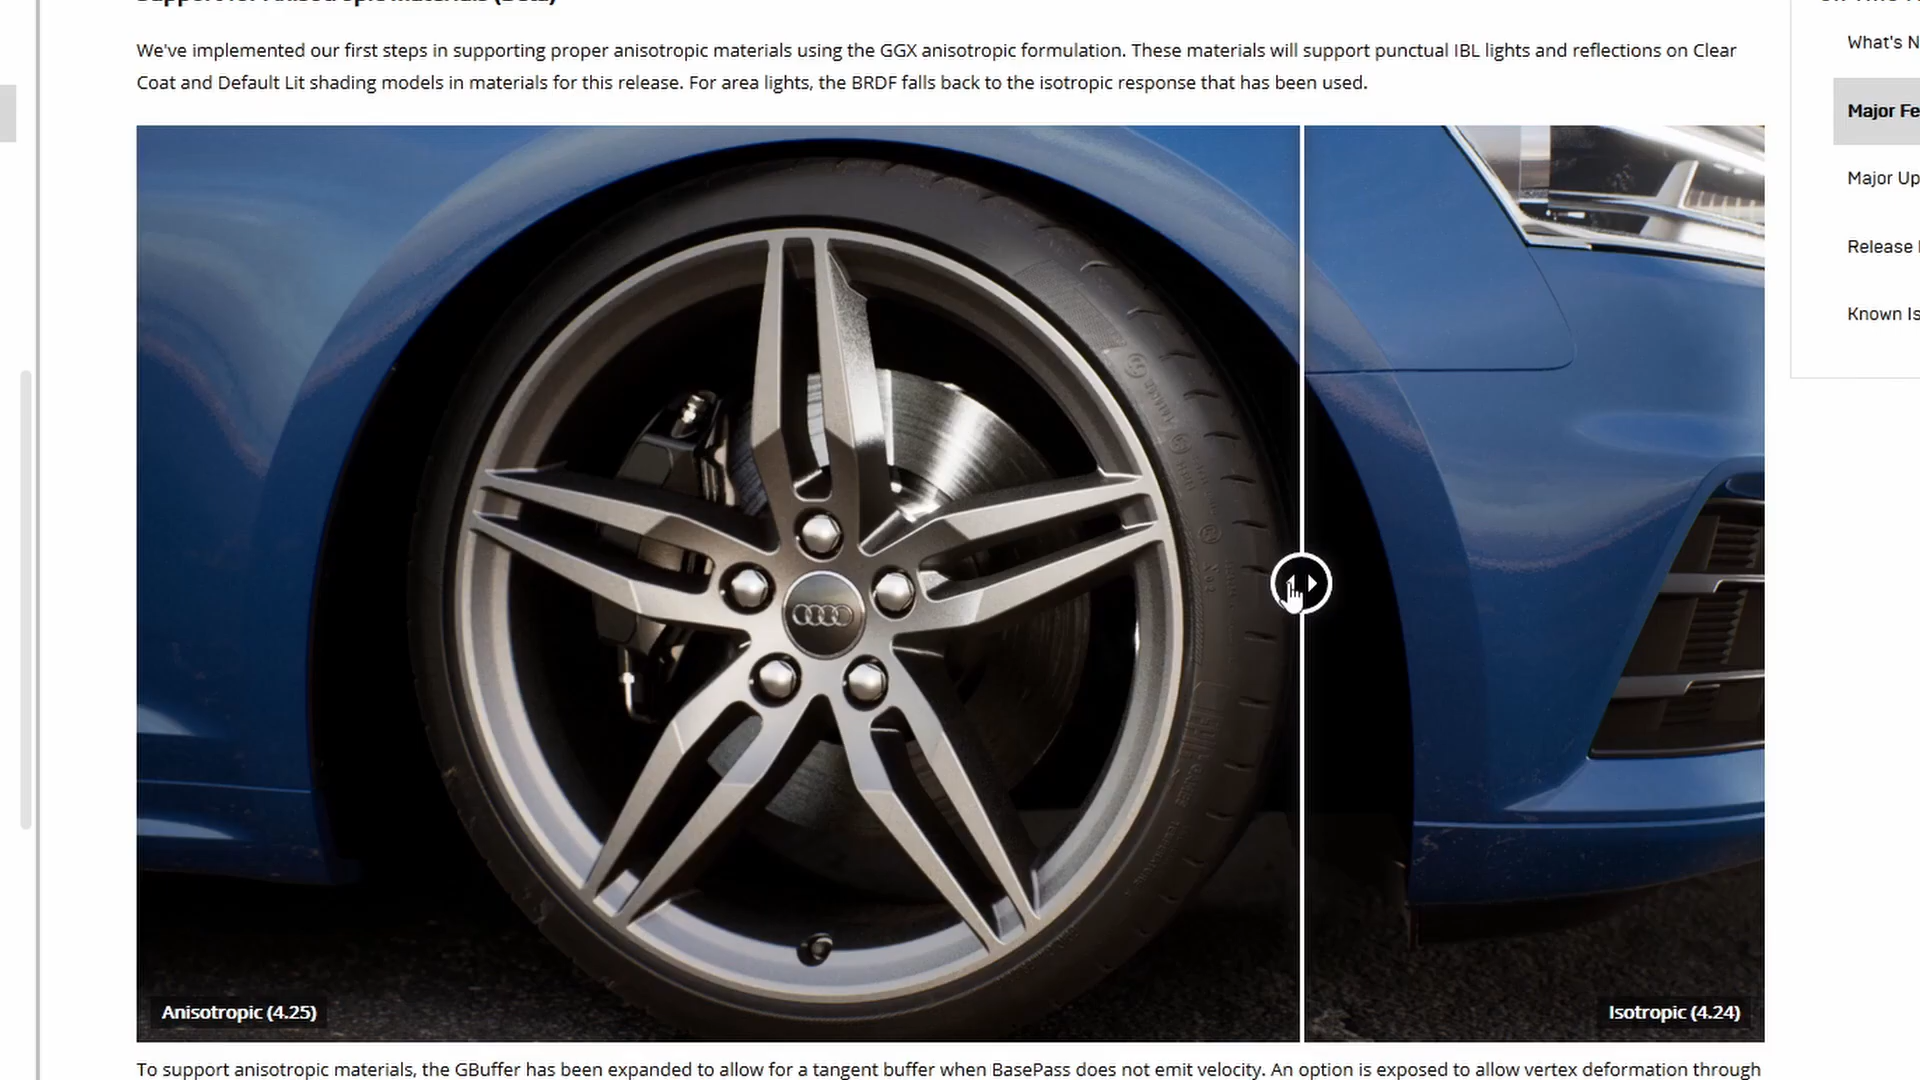 Support for Anisotropic Materials (Beta)
We've implemented our first steps in supporting proper anisotropic materials using the GGX anisotropic formulation. These materials will support punctual IBL lights and reflections on Clear
Coat and Default Lit shading models in materials for this release. For area lights, the BRDF falls back to the isotropic response that has been used.
Anisotropic (4.25)
Isotropic (4.24)
To support anisotropic materials, the GBuffer has been expanded to allow for a tangent buffer when BasePass does not emit velocity. An option is exposed to allow vertex deformation through
What's N
Major Fe
Major Up
Release
Known Is